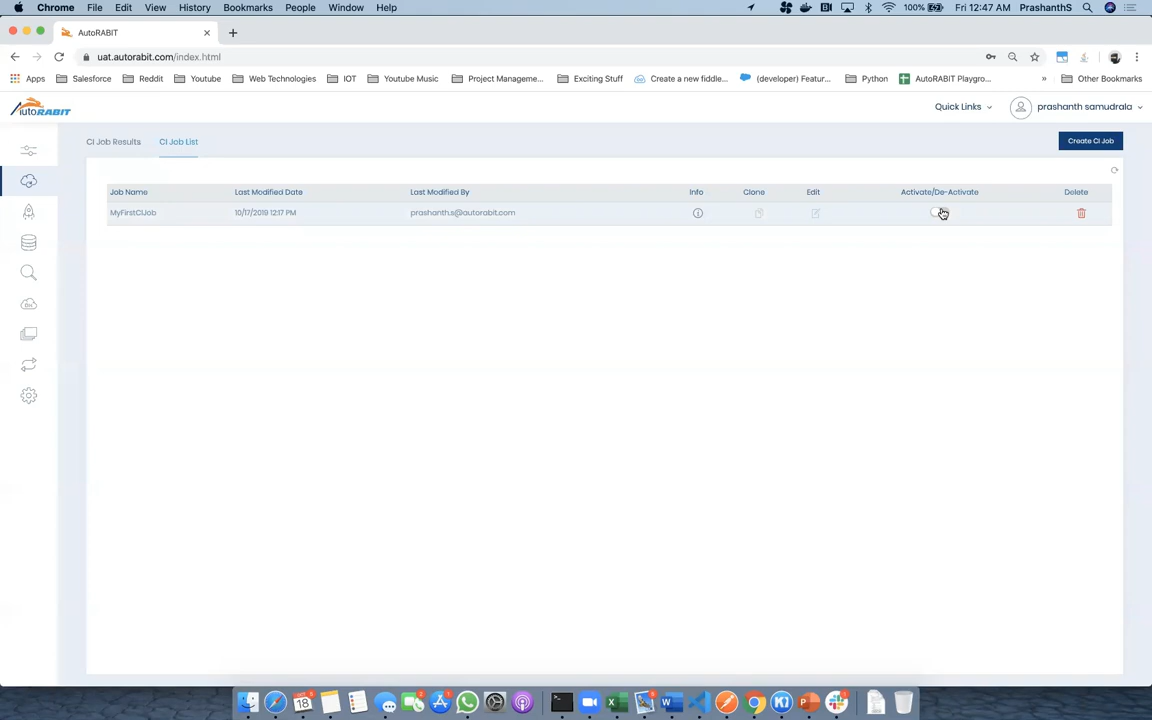 Chrome File Edit View History Bookmarks People Window Help 100% Fri 12:47 AM PrashanthS
AutoRABIT
uat.autorabit.com/index.html
Apps Salesforce Reddit Youtube Web Technologies IOT Youtube Music Project Manageme... Exciting Stuff Create a new fiddle... (developer) Featur... Python AutoRABIT Playgro... » Other Bookmarks
AutoRABIT Quick Links prashanth samudrala
CI Job Results CI Job List Create CI Job
Job Name Last Modified Date Last Modified By Info Clone Edit Activate/De-Activate Delete
MyFirstCIJob 10/17/2019 12:17 PM prashanth.s@autorabit.com